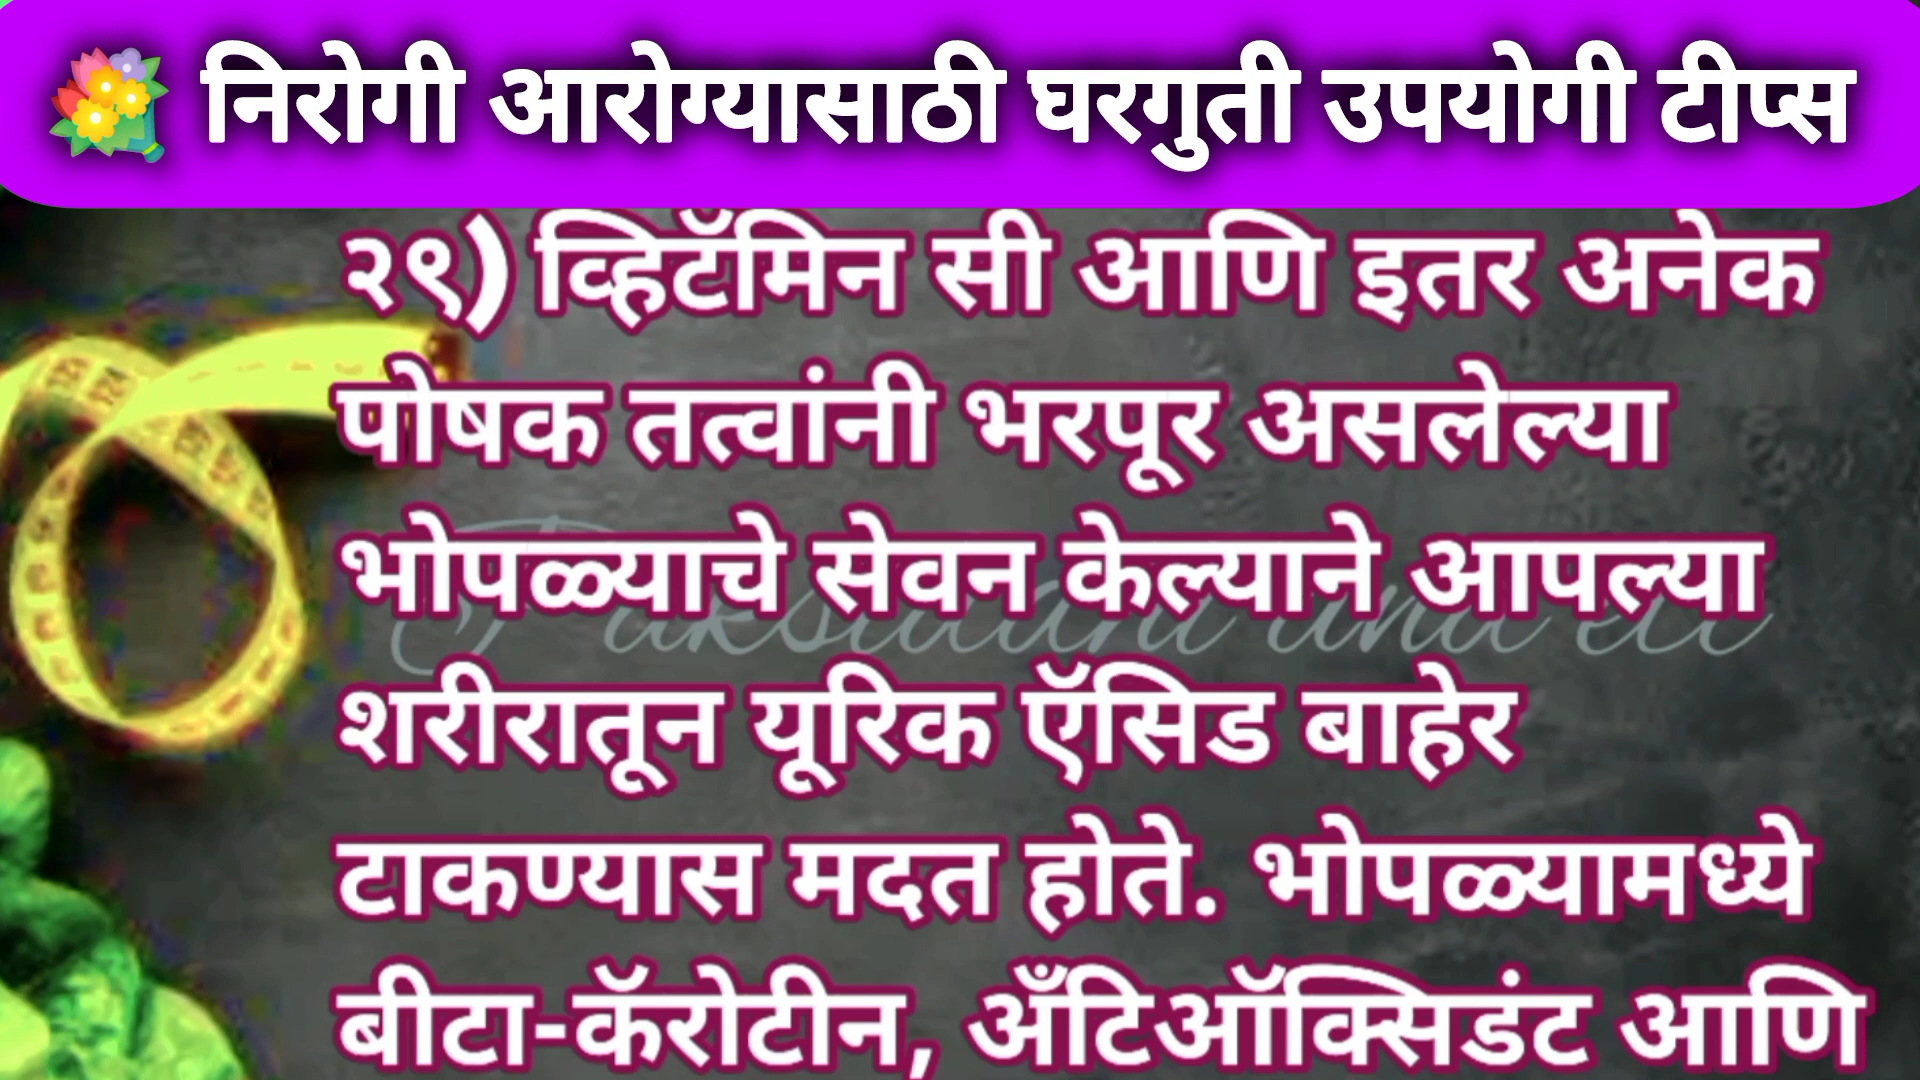 💐 निरोगी आरोग्यासाठी घरगुती उपयोगी टीप्स
२९) व्हिटॅमिन सी आणि इतर अनेक
पोषक तत्वांनी भरपूर असलेल्या
भोपळ्याचे सेवन केल्याने आपल्या
शरीरातून यूरिक ऍसिड बाहेर
टाकण्यास मदत होते. भोपळ्यामध्ये
बीटा-कॅरोटीन, अँटिऑक्सिडंट आणि